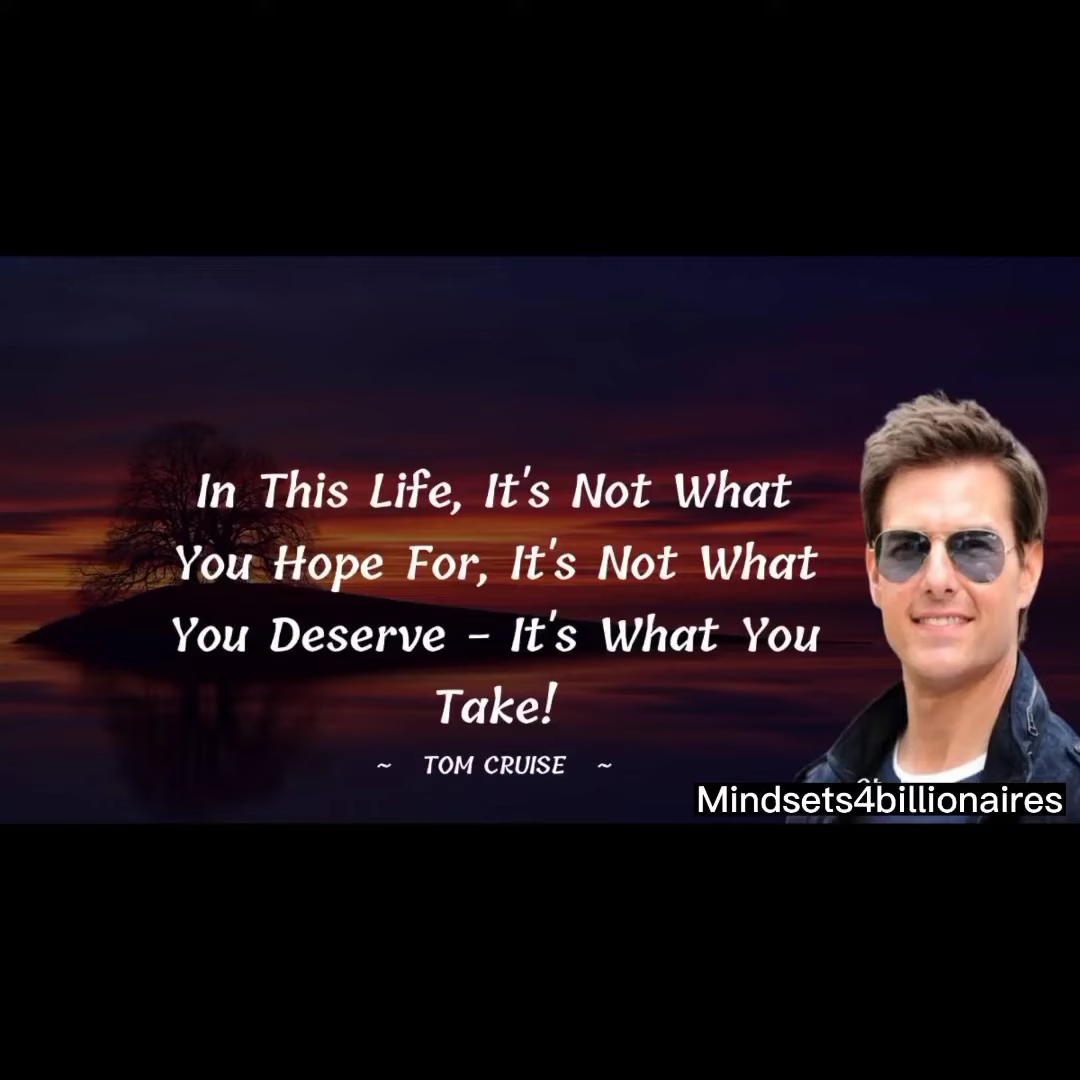 In This Life, It's Not What
You Hope For, It's Not What
You Deserve – It's What You
Take!
~ TOM CRUISE ~
Mindsets4billionaires